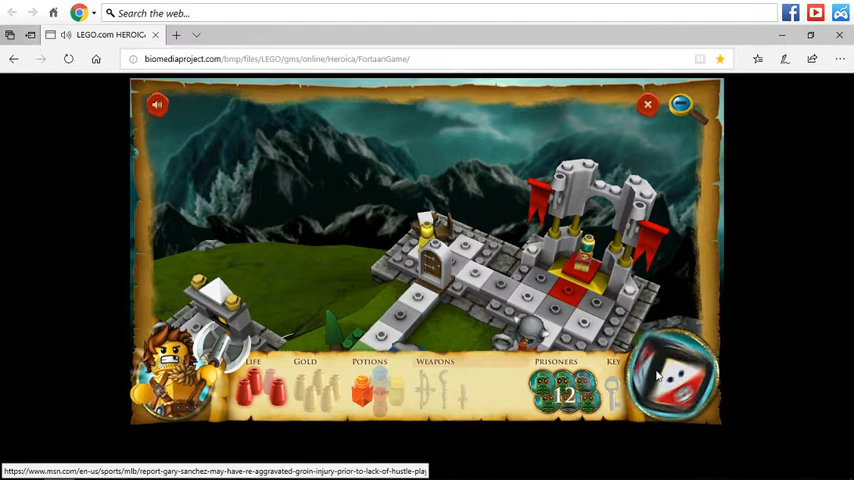 Search the web...
LEGO.com HEROICA
biomediaproject.com/bmp/files/LEGO/gms/online/Heroica/FortaanGame/
LIFE GOLD POTIONS WEAPONS PRISONERS KEY
12
https://www.msn.com/en-us/sports/mlb/report-gary-sanchez-may-have-re-aggravated-groin-injury-prior-to-lack-of-hustle-play